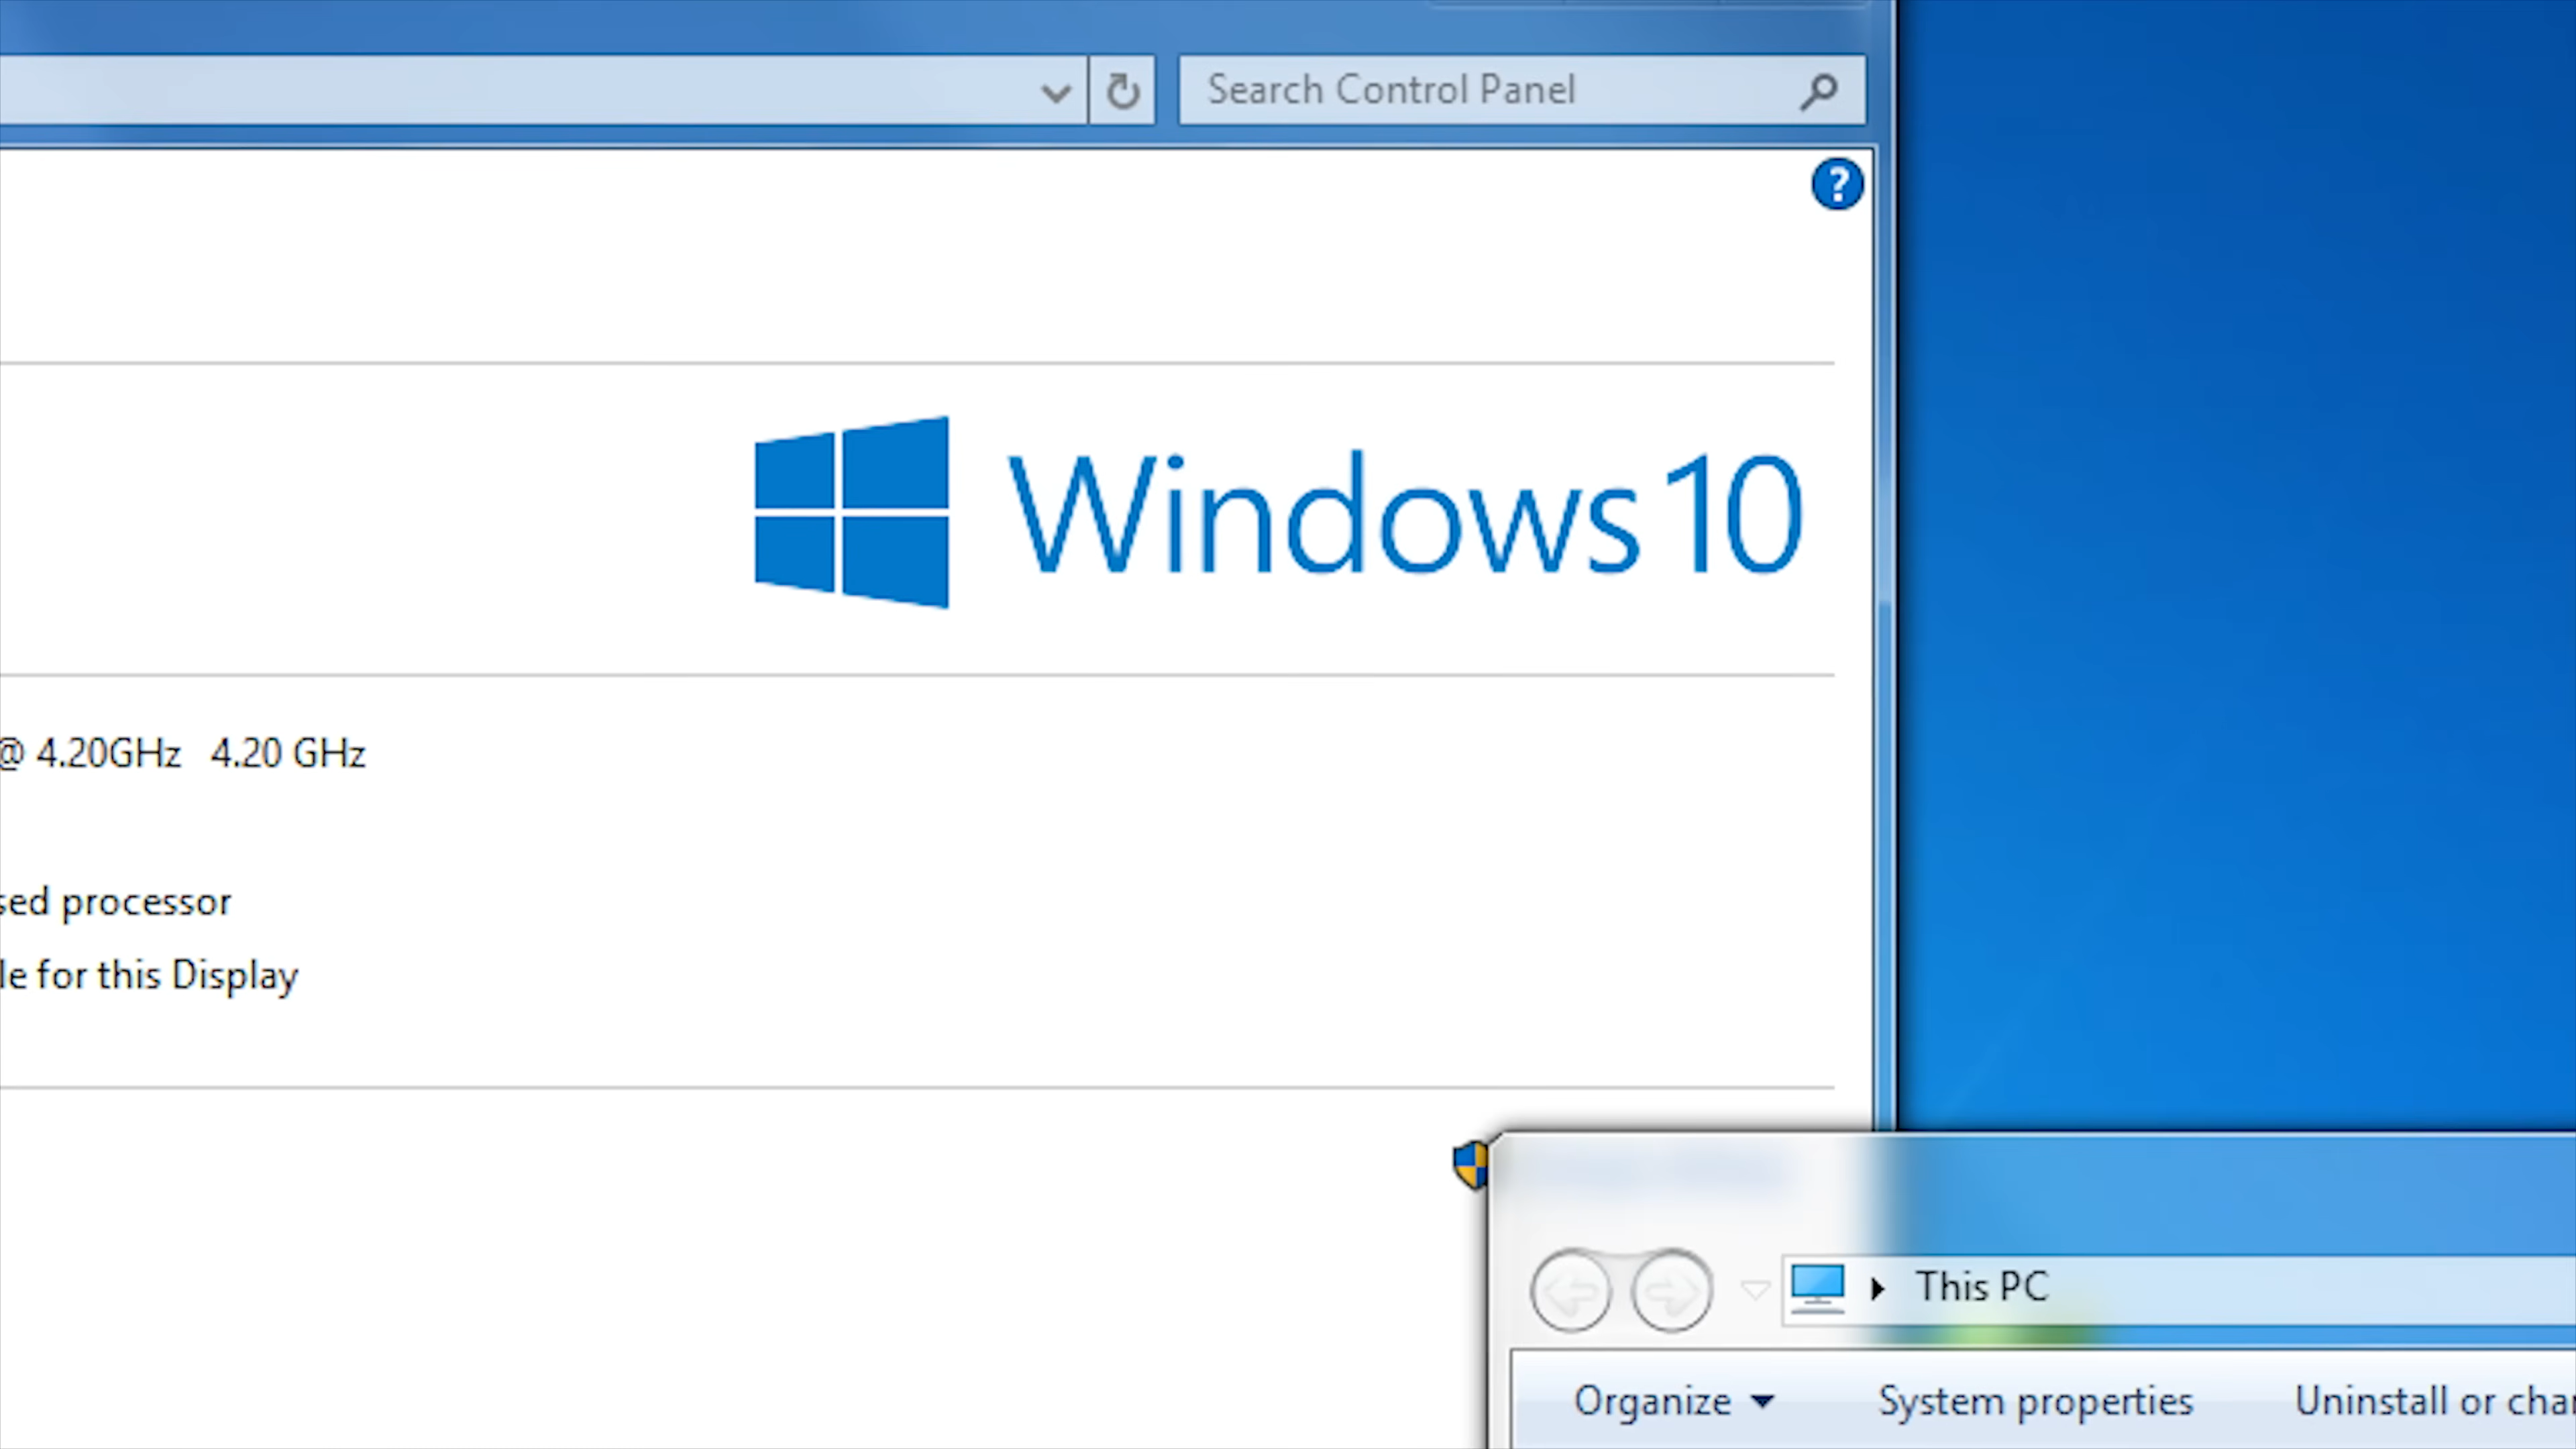 Search Control Panel
Windows 10
@ 4.20GHz 4.20 GHz
sed processor
le for this Display
This PC
Organize
System properties
Uninstall or cha